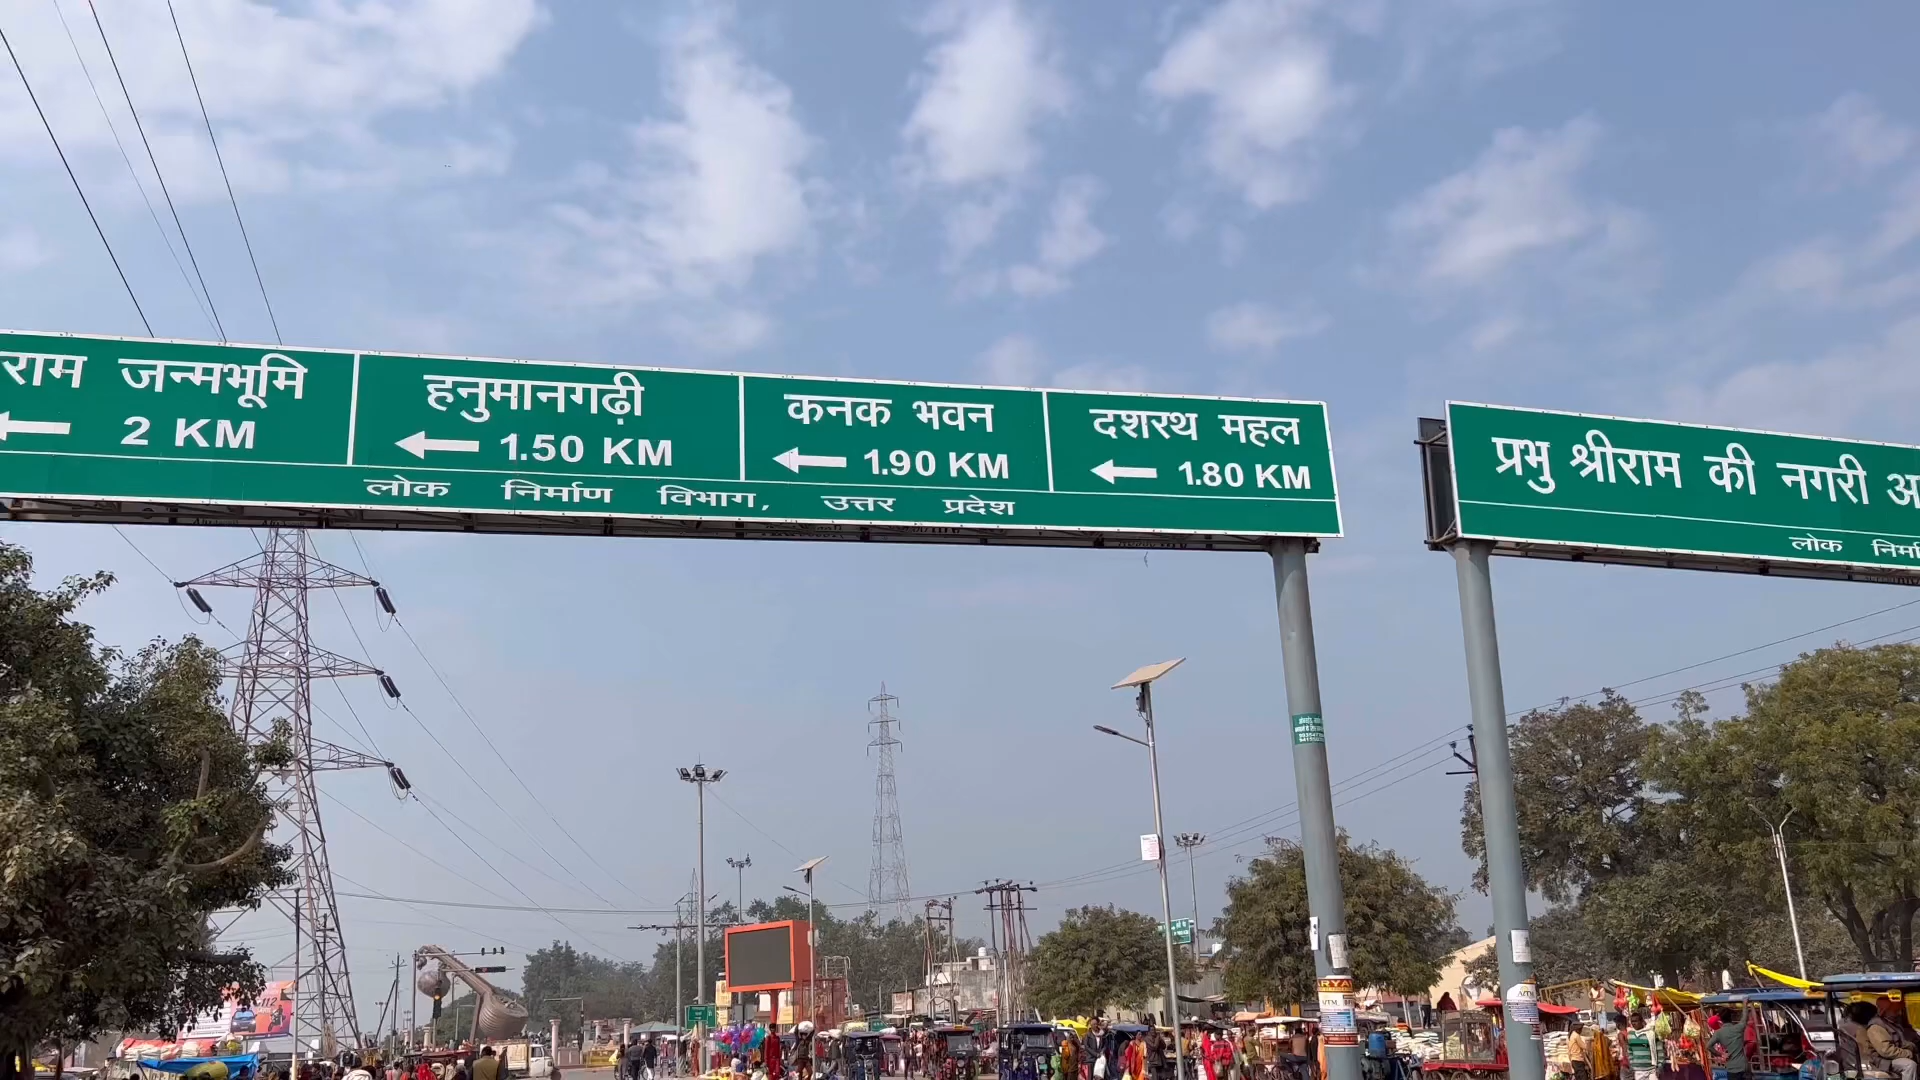 राम जन्मभूमि
2 KM
हनुमानगढ़ी
1.50 KM
कनक भवन
1.90 KM
दशरथ महल
1.80 KM
लोक निर्माण विभाग, उत्तर प्रदेश
प्रभु श्रीराम की नगरी
लोक
112